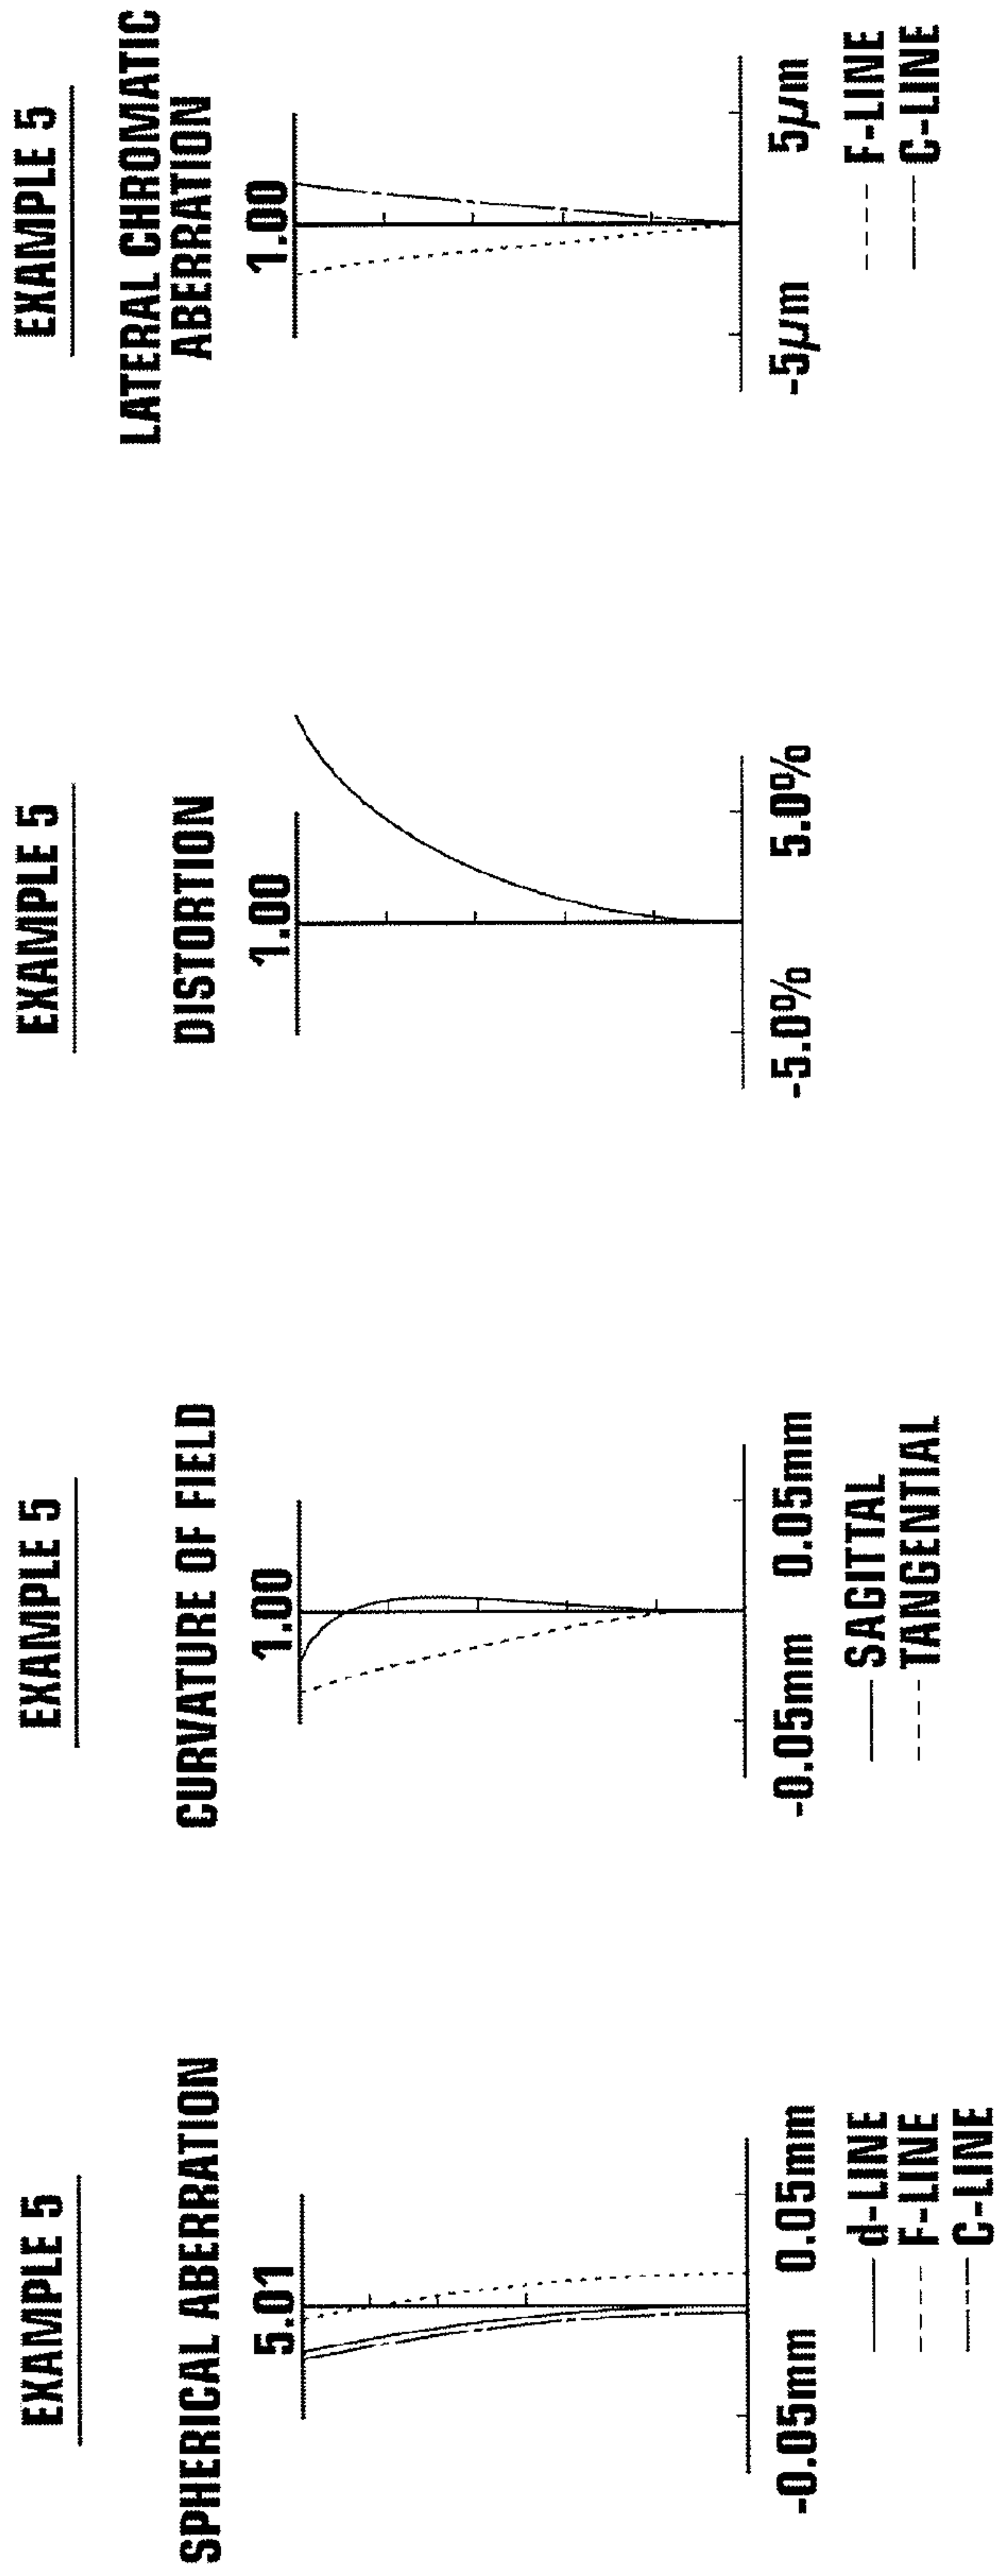 EXAMPLE 5
SPHERICAL ABERRATION
5.01
-0.05mm 0.05mm
d-LINE
F-LINE
C-LINE
EXAMPLE 5
CURVATURE OF FIELD
1.00
-0.05mm 0.05mm
SAGITTAL
TANGENTIAL
EXAMPLE 5
DISTORTION
1.00
-5.0% 5.0%
EXAMPLE 5
LATERAL CHROMATIC
ABERRATION
1.00
-5μm 5μm
F-LINE
C-LINE